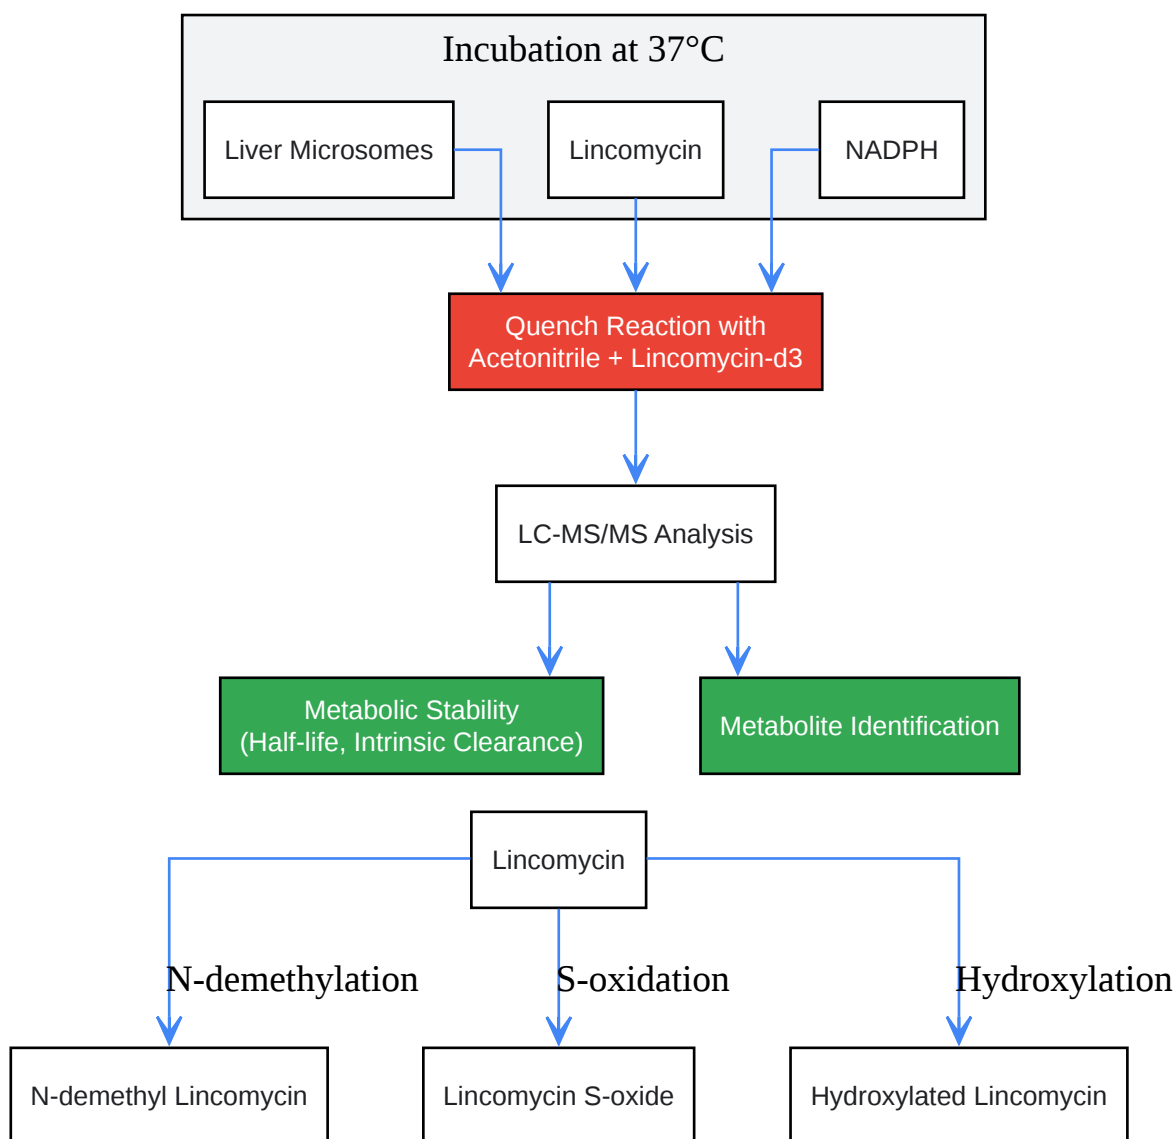 Incubation at 37°C
Liver Microsomes
Lincomycin
NADPH
Quench Reaction with
Acetonitrile + Lincomycin-d3
LC-MS/MS Analysis
Metabolic Stability
(Half-life, Intrinsic Clearance)
Metabolite Identification
Lincomycin
N-demethylation
S-oxidation
Hydroxylation
N-demethyl Lincomycin
Lincomycin S-oxide
Hydroxylated Lincomycin